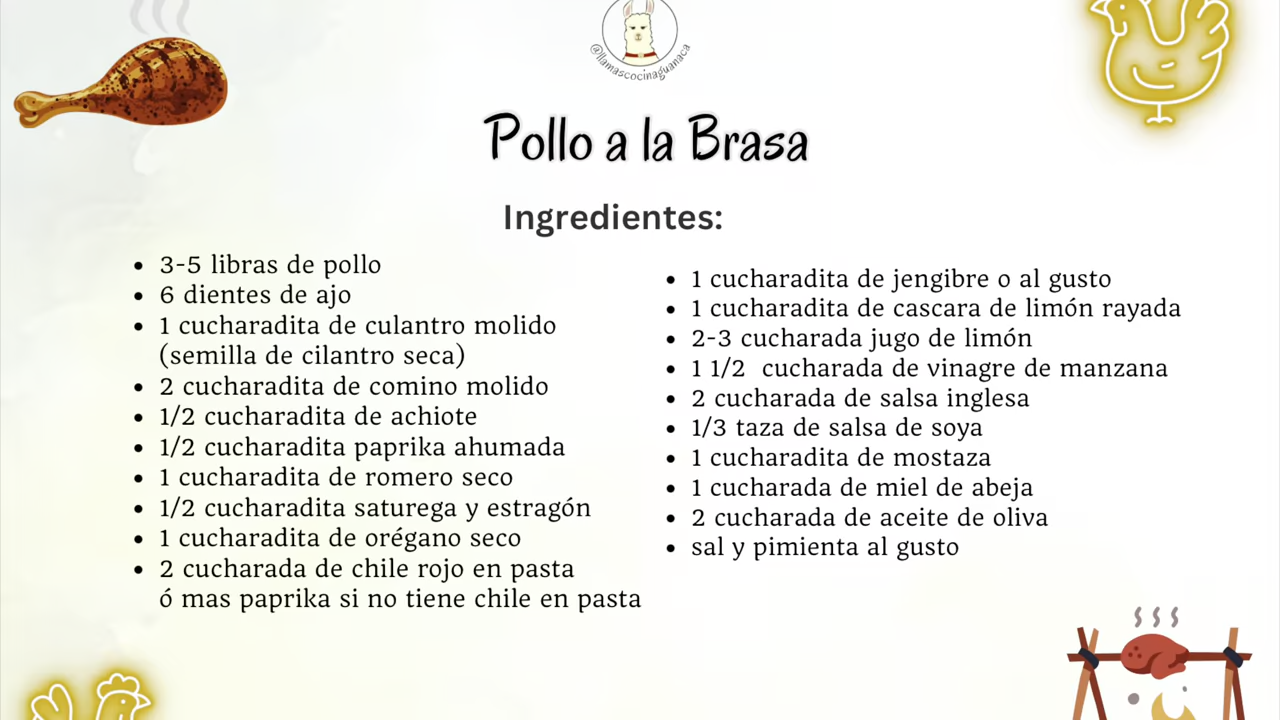 @llamascocinaguanaca
Pollo a la Brasa
Ingredientes:
• 3-5 libras de pollo
• 6 dientes de ajo
• 1 cucharadita de culantro molido
(semilla de cilantro seca)
• 2 cucharadita de comino molido
• 1/2 cucharadita de achiote
• 1/2 cucharadita paprika ahumada
• 1 cucharadita de romero seco
• 1/2 cucharadita saturega y estragón
• 1 cucharadita de orégano seco
• 2 cucharada de chile rojo en pasta
ó mas paprika si no tiene chile en pasta
• 1 cucharadita de jengibre o al gusto
• 1 cucharadita de cascara de limón rayada
• 2-3 cucharada jugo de limón
• 1 1/2 cucharada de vinagre de manzana
• 2 cucharada de salsa inglesa
• 1/3 taza de salsa de soya
• 1 cucharadita de mostaza
• 1 cucharada de miel de abeja
• 2 cucharada de aceite de oliva
• sal y pimienta al gusto